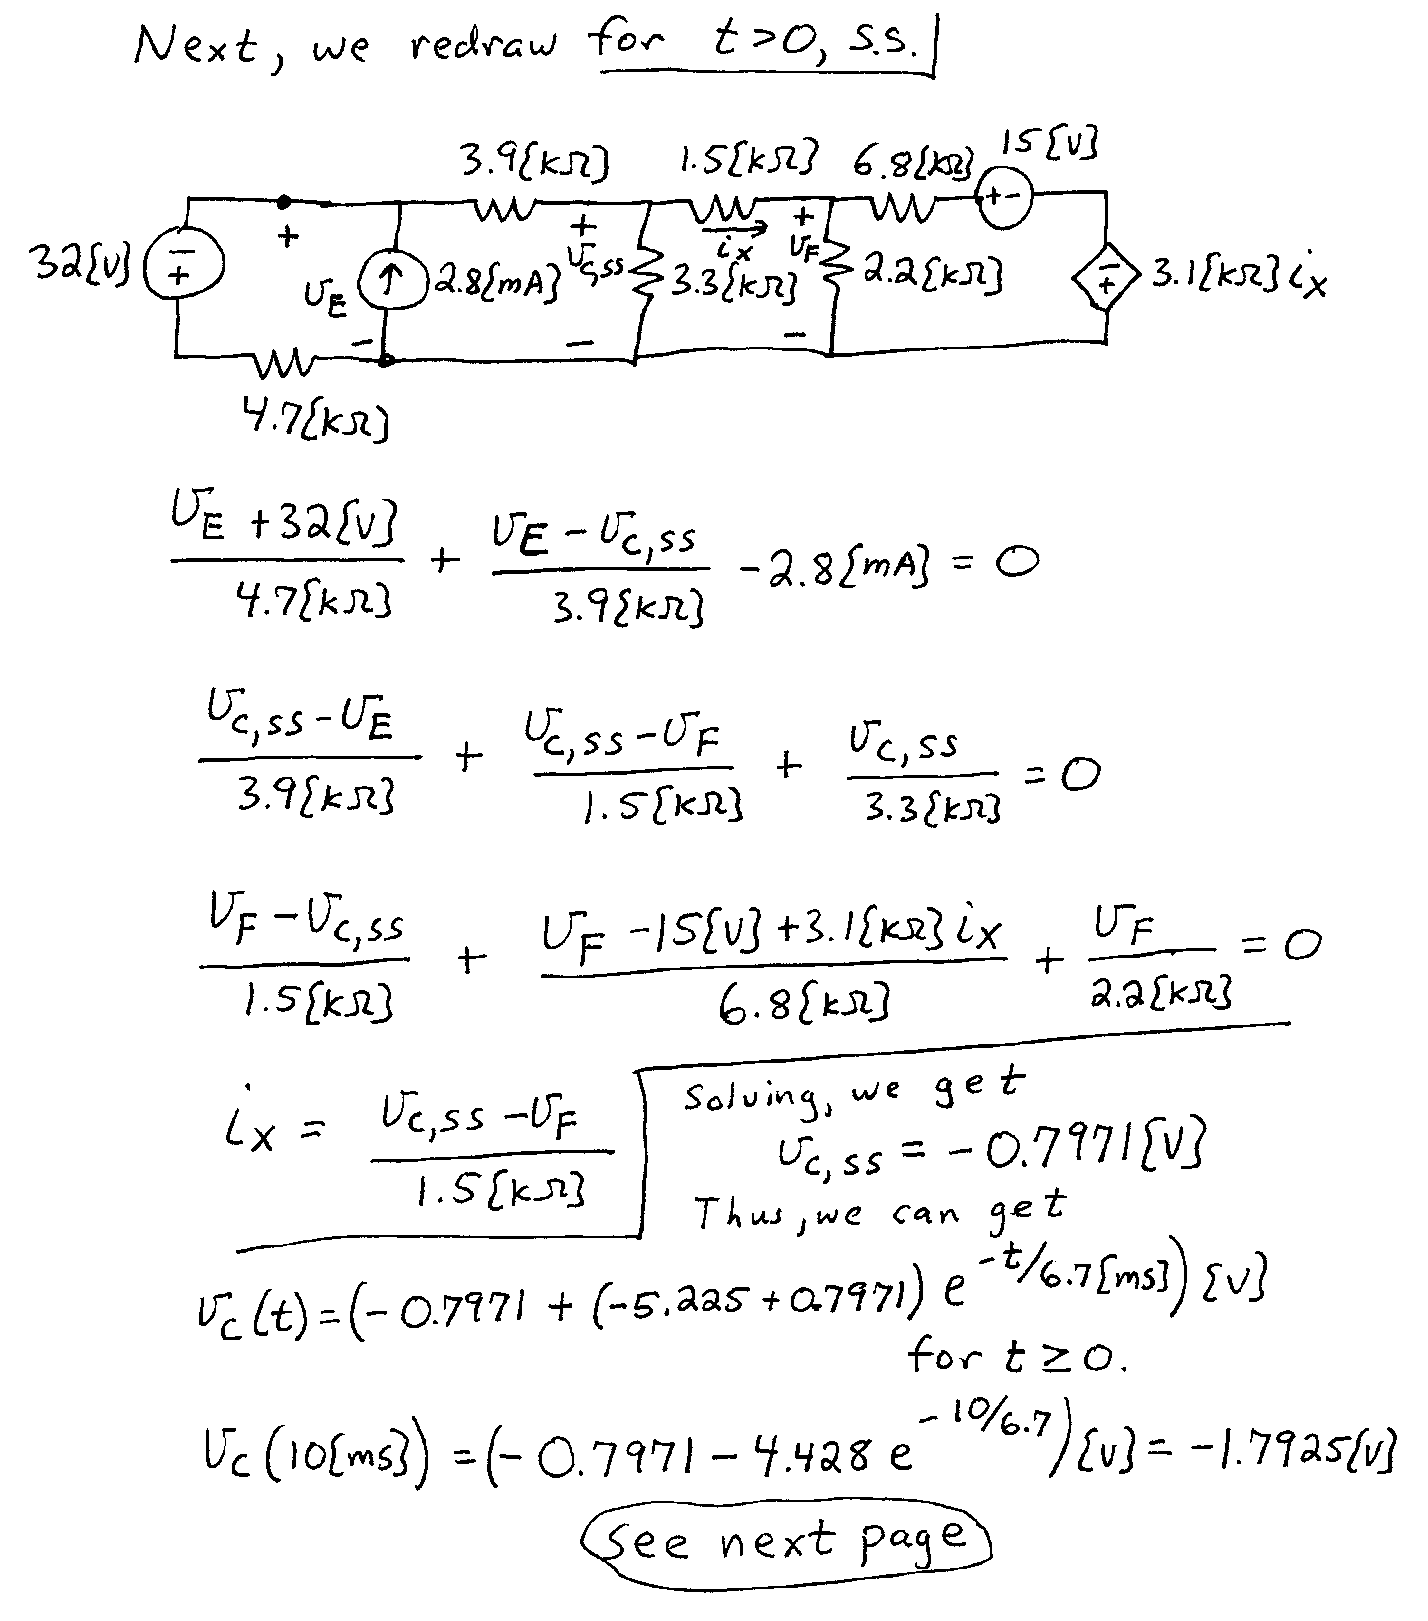 Next, we redraw for t>0, s.s.
3.9[kΩ] 1.5[kΩ] 6.8[kΩ] 15[V]
+ -
+ + +
32[V] - + v_E 2.8[mA] v_C,ss 3.3[kΩ] i_x v_F 2.2[kΩ] - + 3.1[kΩ] i_x
- - -
4.7[kΩ]
(v_E + 32[V])/4.7[kΩ] + (v_E - v_C,ss)/3.9[kΩ] - 2.8[mA] = 0
(v_C,ss - v_E)/3.9[kΩ] + (v_C,ss - v_F)/1.5[kΩ] + v_C,ss/3.3[kΩ] = 0
(v_F - v_C,ss)/1.5[kΩ] + (v_F - 15[V] + 3.1[kΩ] i_x)/6.8[kΩ] + v_F/2.2[kΩ] = 0
i_x = (v_C,ss - v_F)/1.5[kΩ]
Solving, we get
v_C,ss = -0.7971[V]
Thus, we can get
v_C(t) = (-0.7971 + (-5.225 + 0.7971) e^-t/6.7[ms]) [V]
for t ≥ 0.
v_C(10[ms]) = (-0.7971 - 4.428 e^-10/6.7) [V] = -1.7925[V]
See next page